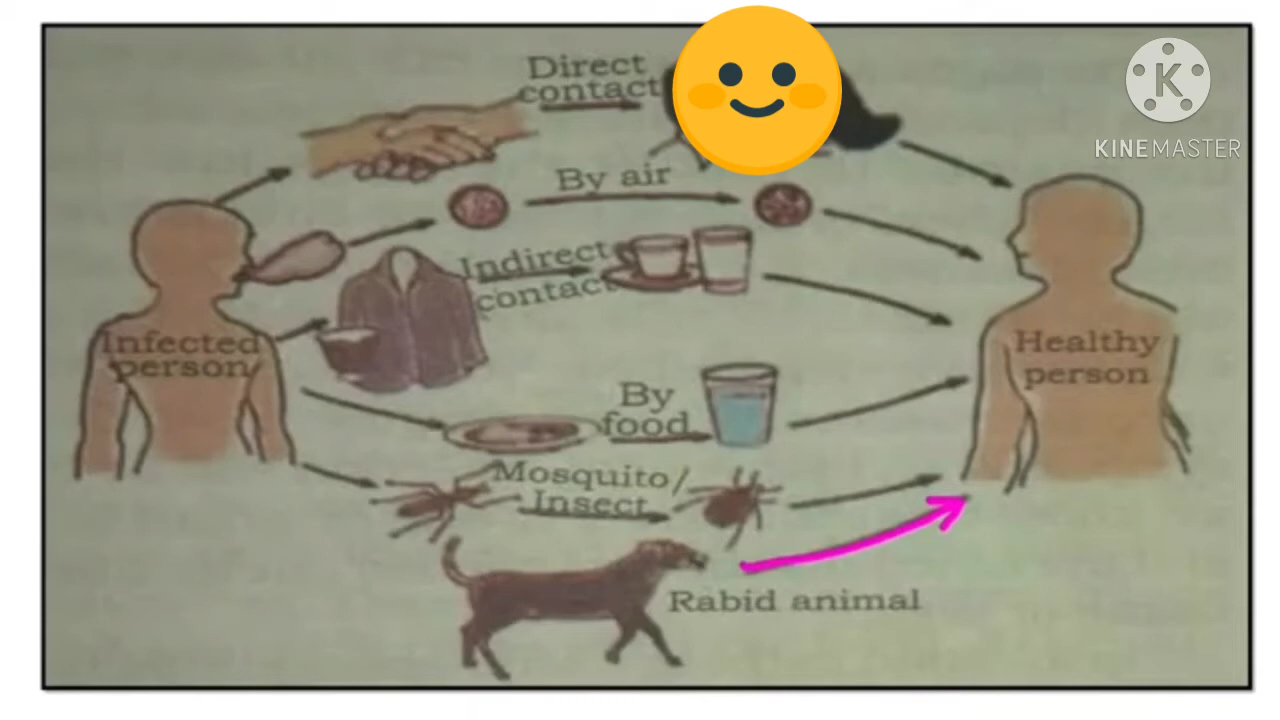 Direct
contact
K
KINEMASTER
By air
Indirect
contact
Infected
person
Healthy
person
By
food
Mosquito/
Insect
Rabid animal